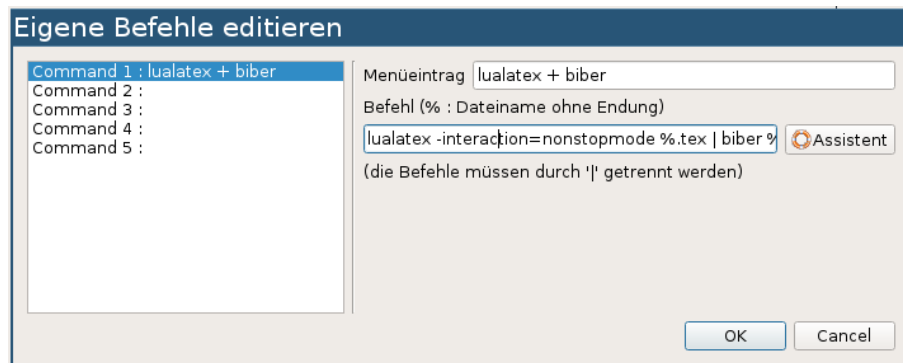 Eigene Befehle editieren
Command 1 : lualatex + biber
Command 2 :
Command 3 :
Command 4 :
Command 5 :
Menüeintrag lualatex + biber
Befehl (% : Dateiname ohne Endung)
lualatex -interaction=nonstopmode %.tex | biber %
Assistent
(die Befehle müssen durch '|' getrennt werden)
OK
Cancel